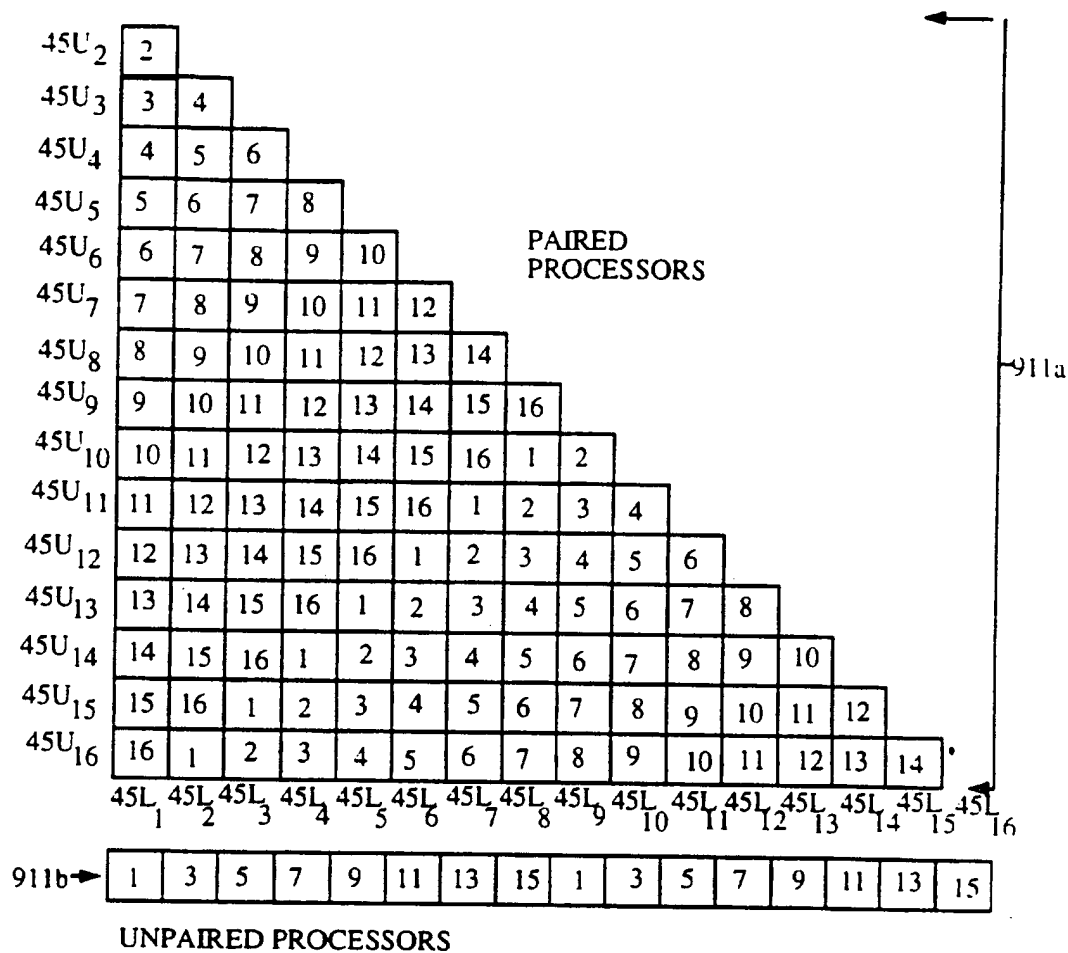 45U2 2
45U3 3 4
45U4 4 5 6
45U5 5 6 7 8
45U6 6 7 8 9 10
PAIRED
PROCESSORS
45U7 7 8 9 10 11 12
45U8 8 9 10 11 12 13 14
911a
45U9 9 10 11 12 13 14 15 16
45U10 10 11 12 13 14 15 16 1 2
45U11 11 12 13 14 15 16 1 2 3 4
45U12 12 13 14 15 16 1 2 3 4 5 6
45U13 13 14 15 16 1 2 3 4 5 6 7 8
45U14 14 15 16 1 2 3 4 5 6 7 8 9 10
45U15 15 16 1 2 3 4 5 6 7 8 9 10 11 12
45U16 16 1 2 3 4 5 6 7 8 9 10 11 12 13 14
45L1 45L2 45L3 45L4 45L5 45L6 45L7 45L8 45L9 45L10 45L11 45L12 45L13 45L14 45L15 45L16
911b 1 3 5 7 9 11 13 15 1 3 5 7 9 11 13 15
UNPAIRED PROCESSORS